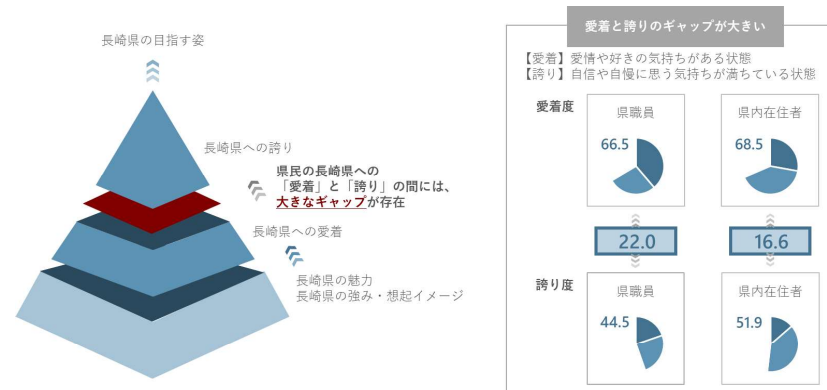 長崎県の目指す姿
長崎県への誇り
県民の長崎県への
「愛着」と「誇り」の間には、
大きなギャップが存在
長崎県への愛着
長崎県の魅力
長崎県の強み・想起イメージ
愛着と誇りのギャップが大きい
【愛着】愛情や好きの気持ちがある状態
【誇り】自信や自慢に思う気持ちが満ちている状態
愛着度
県職員
66.5
県内在住者
68.5
22.0
16.6
誇り度
県職員
44.5
県内在住者
51.9